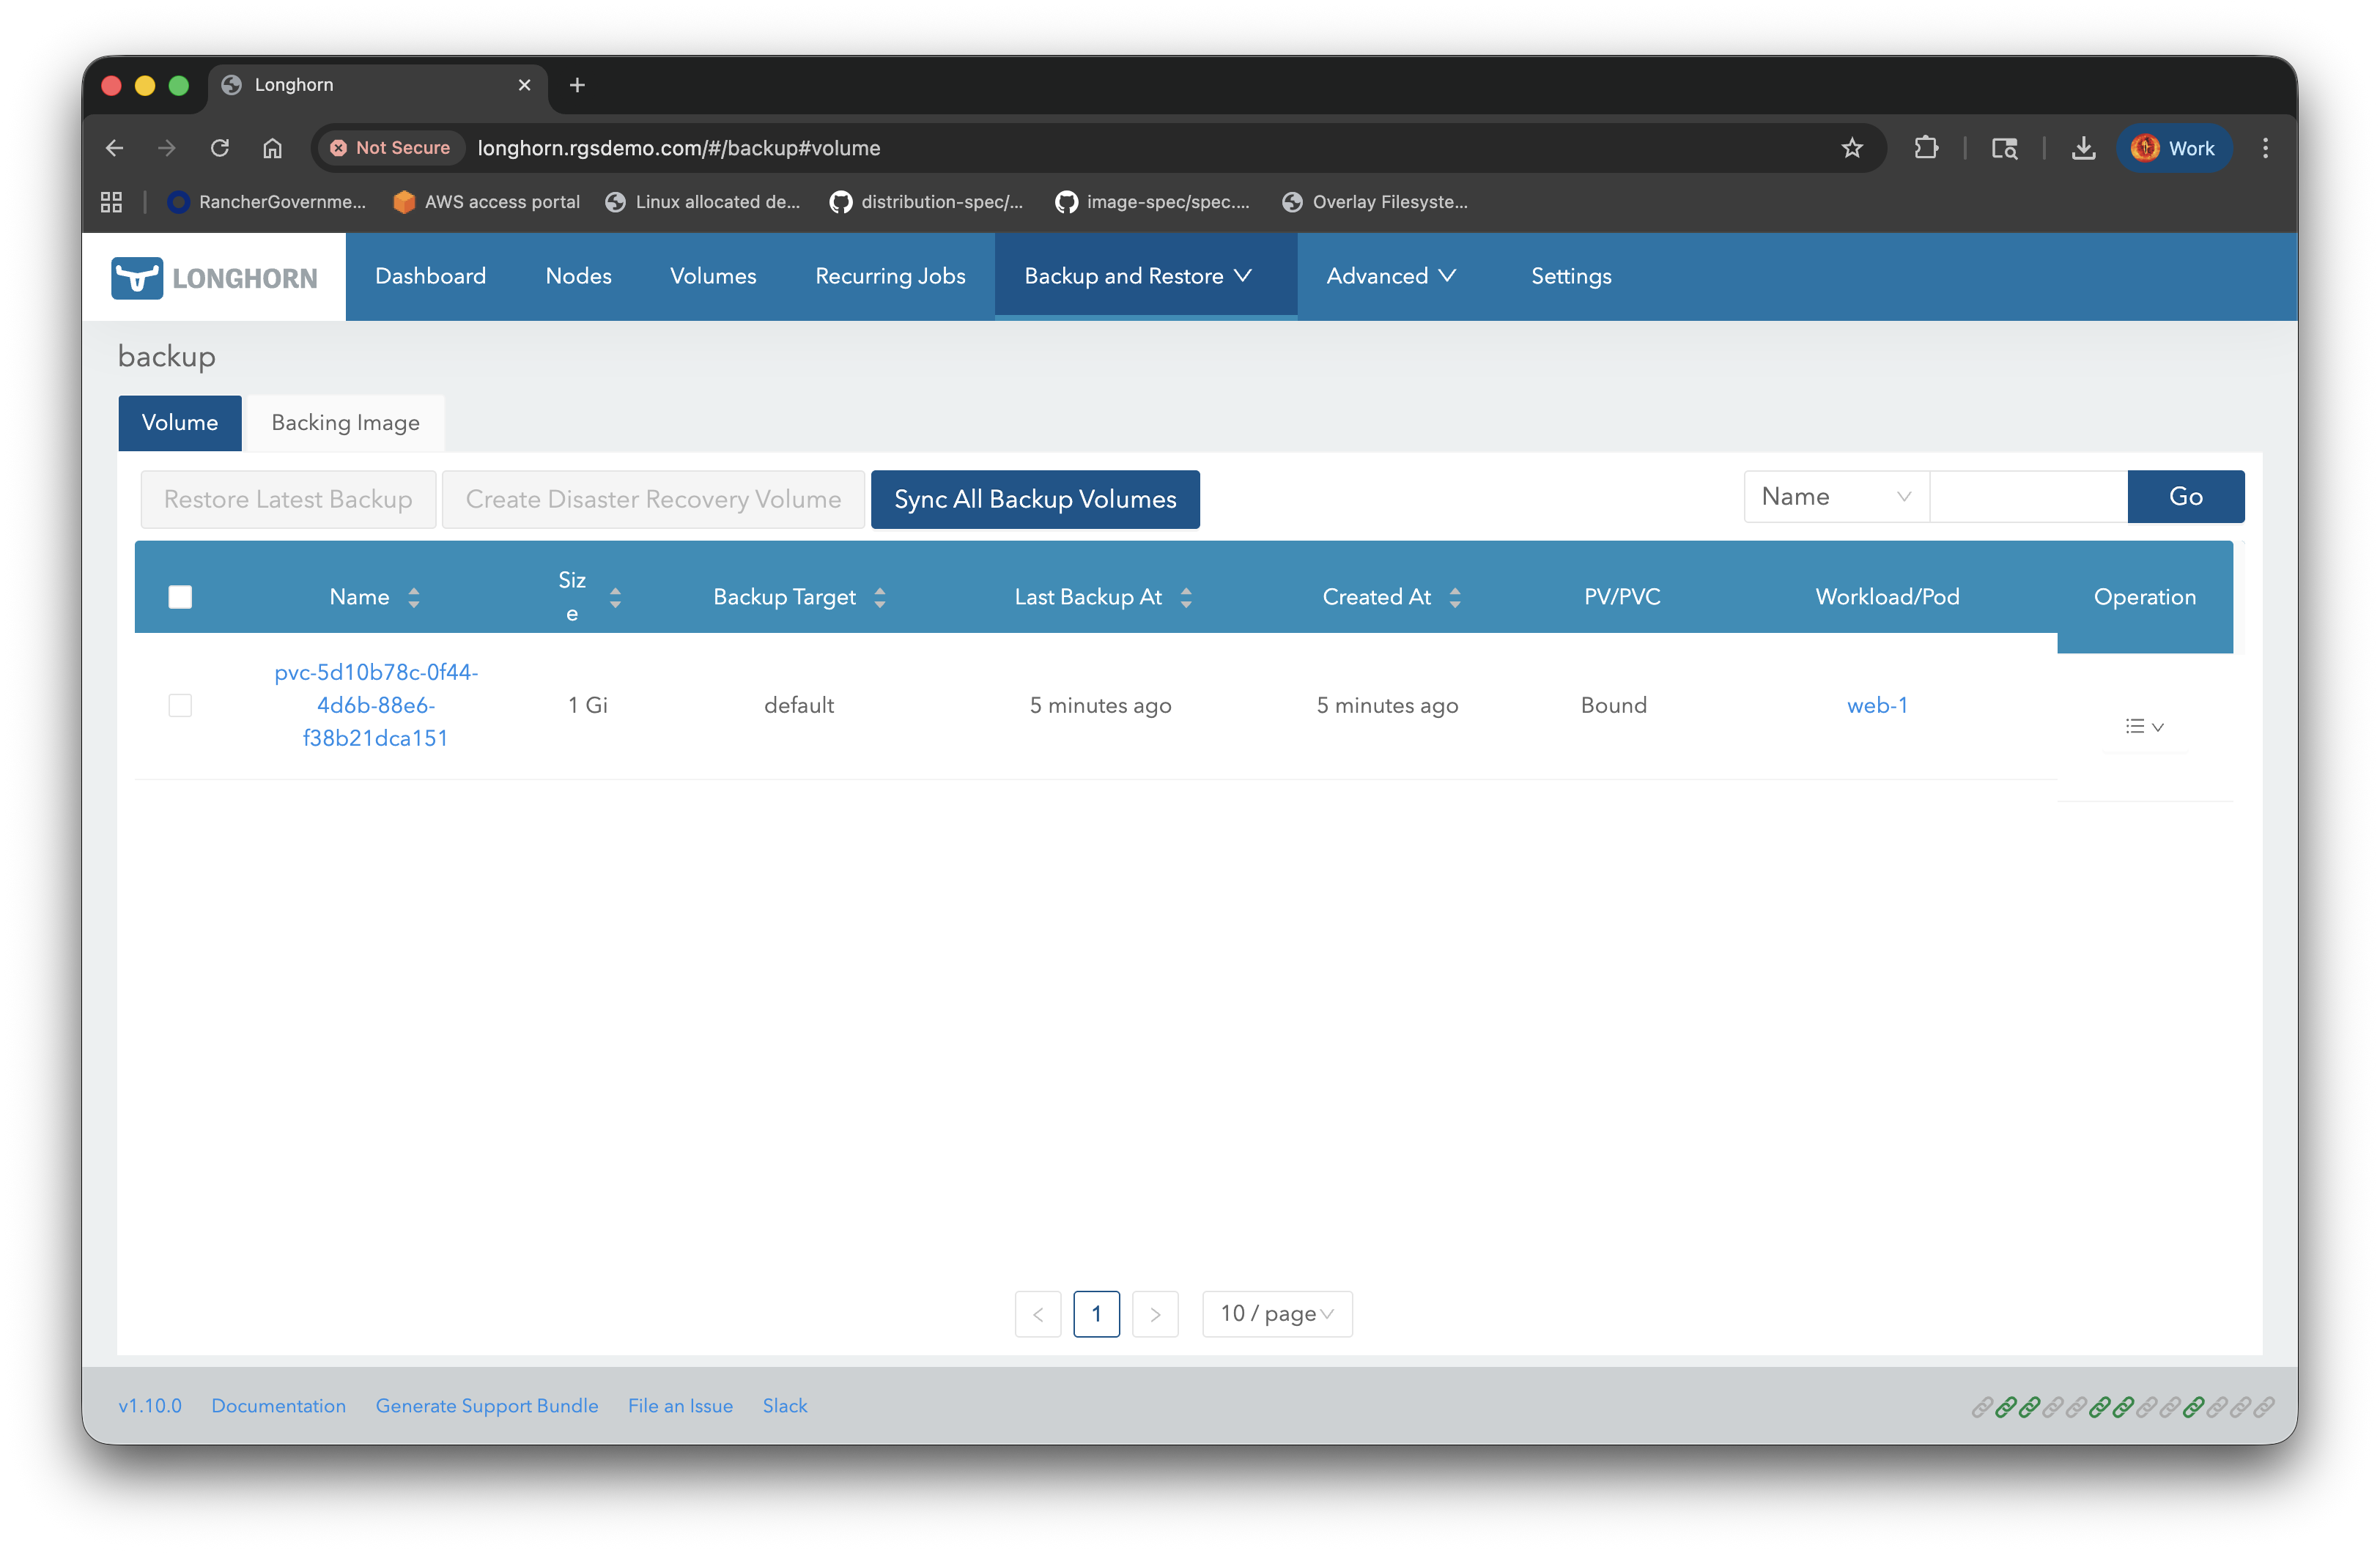 Longhorn
Not Secure longhorn.rgsdemo.com/#/backup#volume Work
RancherGovernme... AWS access portal Linux allocated de... distribution-spec/... image-spec/spec.... Overlay Filesyste...
LONGHORN Dashboard Nodes Volumes Recurring Jobs Backup and Restore Advanced Settings
backup
Volume Backing Image
Restore Latest Backup Create Disaster Recovery Volume Sync All Backup Volumes Name Go
Name Siz Backup Target Last Backup At Created At PV/PVC Workload/Pod Operation
e
pvc-5d10b78c-0f44-
4d6b-88e6- 1 Gi default 5 minutes ago 5 minutes ago Bound web-1
f38b21dca151
1 10 / page
v1.10.0 Documentation Generate Support Bundle File an Issue Slack